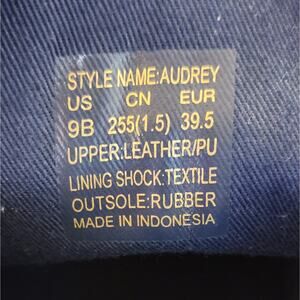 STYLE NAME:AUDREY
US CN EUR
9B 255(1.5) 39.5
UPPER:LEATHER/PU
LINING SHOCK:TEXTILE
OUTSOLE:RUBBER
MADE IN INDONESIA